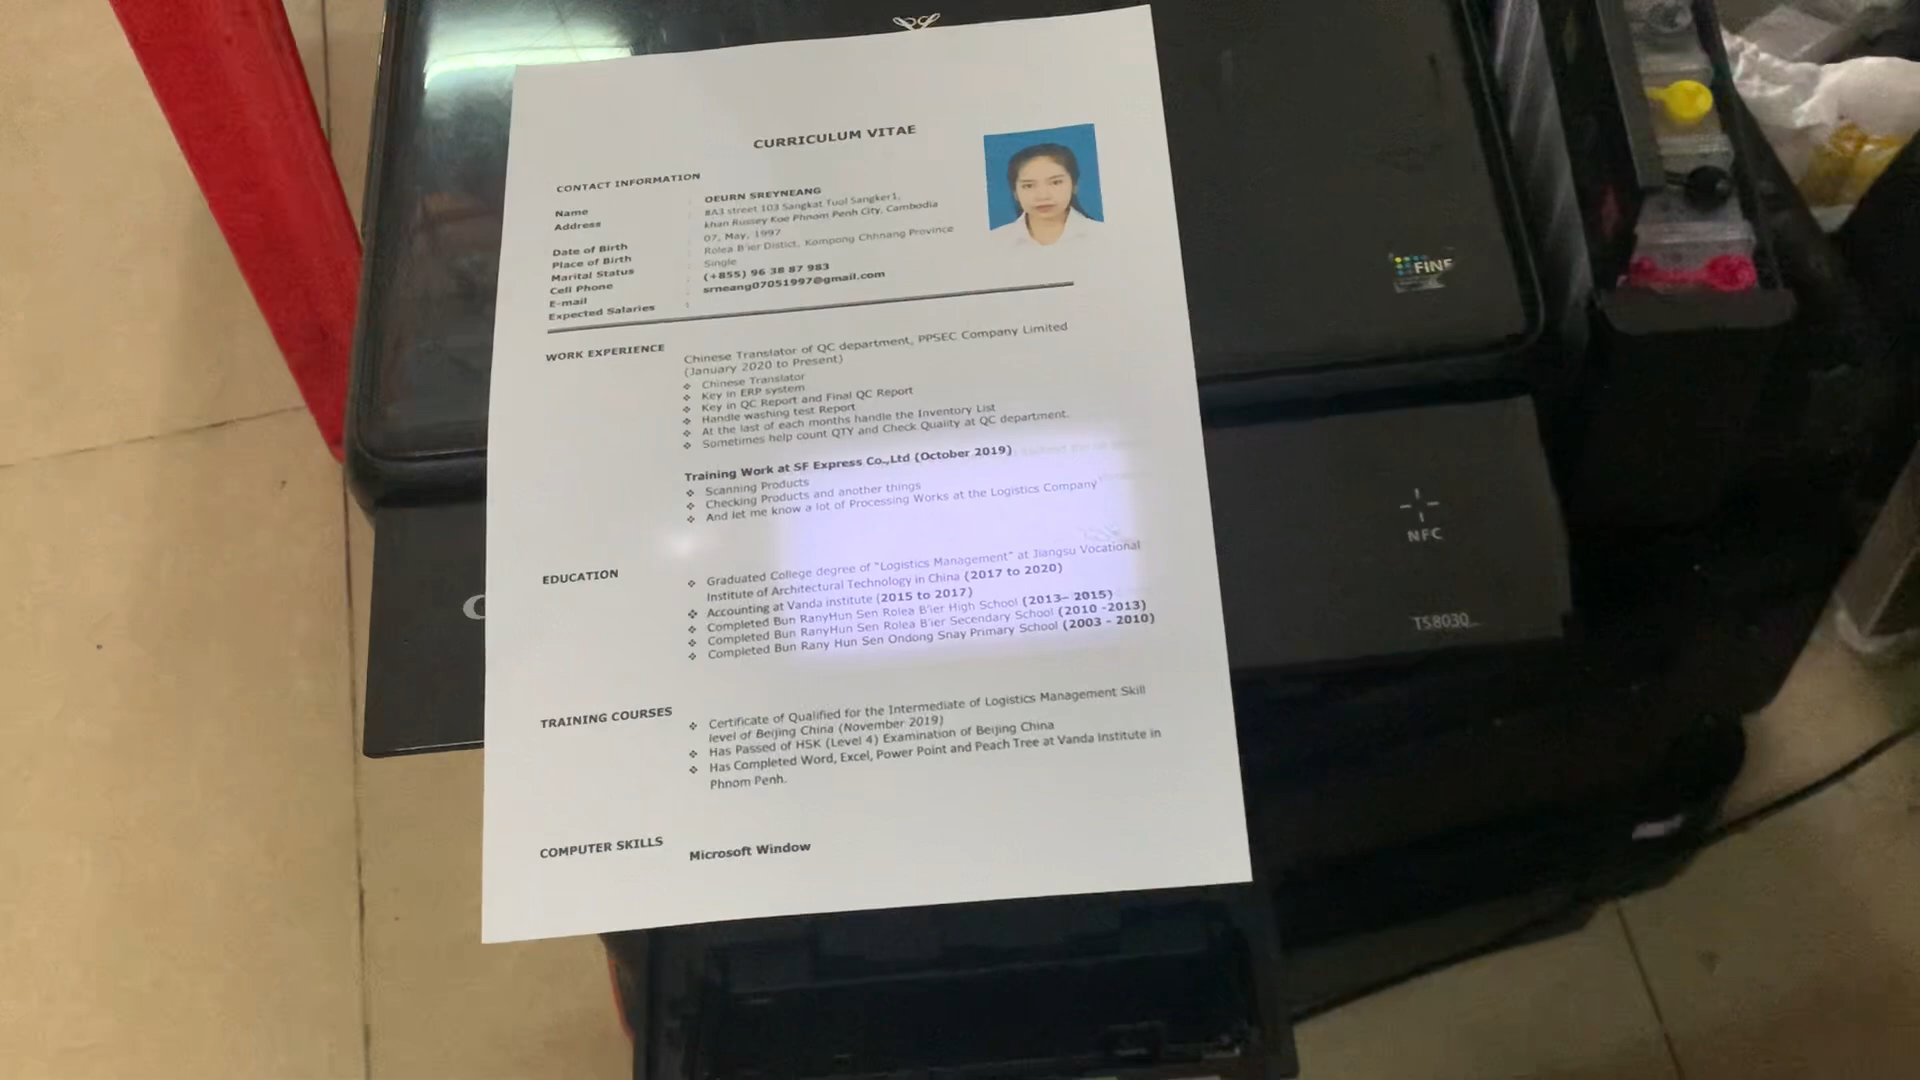 CURRICULUM VITAE
CONTACT INFORMATION
Name : OEURN SREYNEANG
Address : #A3 street 103 Sangkat Tuol Sangker1,
khan Russey Koe Phnom Penh City, Cambodia
Date of Birth : 07, May, 1997
Place of Birth : Rolea B'ier Distict, Kompong Chhnang Province
Marital Status : Single
Cell Phone : (+855) 96 38 87 983
E-mail : srneang07051997@gmail.com
Expected Salaries :
WORK EXPERIENCE
Chinese Translator of QC department, PPSEC Company Limited
(January 2020 to Present)
❖ Chinese Translator
❖ Key in ERP system
❖ Key in QC Report and Final QC Report
❖ Handle washing test Report
❖ At the last of each months handle the Inventory List
❖ Sometimes help count QTY and Check Quality at QC department.
Training Work at SF Express Co.,Ltd (October 2019)
❖ Scanning Products
❖ Checking Products and another things
❖ And let me know a lot of Processing Works at the Logistics Company
EDUCATION
❖ Graduated College degree of "Logistics Management" at Jiangsu Vocational
Institute of Architectural Technology in China (2017 to 2020)
❖ Accounting at Vanda institute (2015 to 2017)
❖ Completed Bun RanyHun Sen Rolea B'ier High School (2013– 2015)
❖ Completed Bun RanyHun Sen Rolea B'ier Secendary School (2010 -2013)
❖ Completed Bun Rany Hun Sen Ondong Snay Primary School (2003 - 2010)
TRAINING COURSES
❖ Certificate of Qualified for the Intermediate of Logistics Management Skill
level of Beijing China (November 2019)
❖ Has Passed of HSK (Level 4) Examination of Beijing China
❖ Has Completed Word, Excel, Power Point and Peach Tree at Vanda Institute in
Phnom Penh.
COMPUTER SKILLS
Microsoft Window
FINE
NFC
TS8030